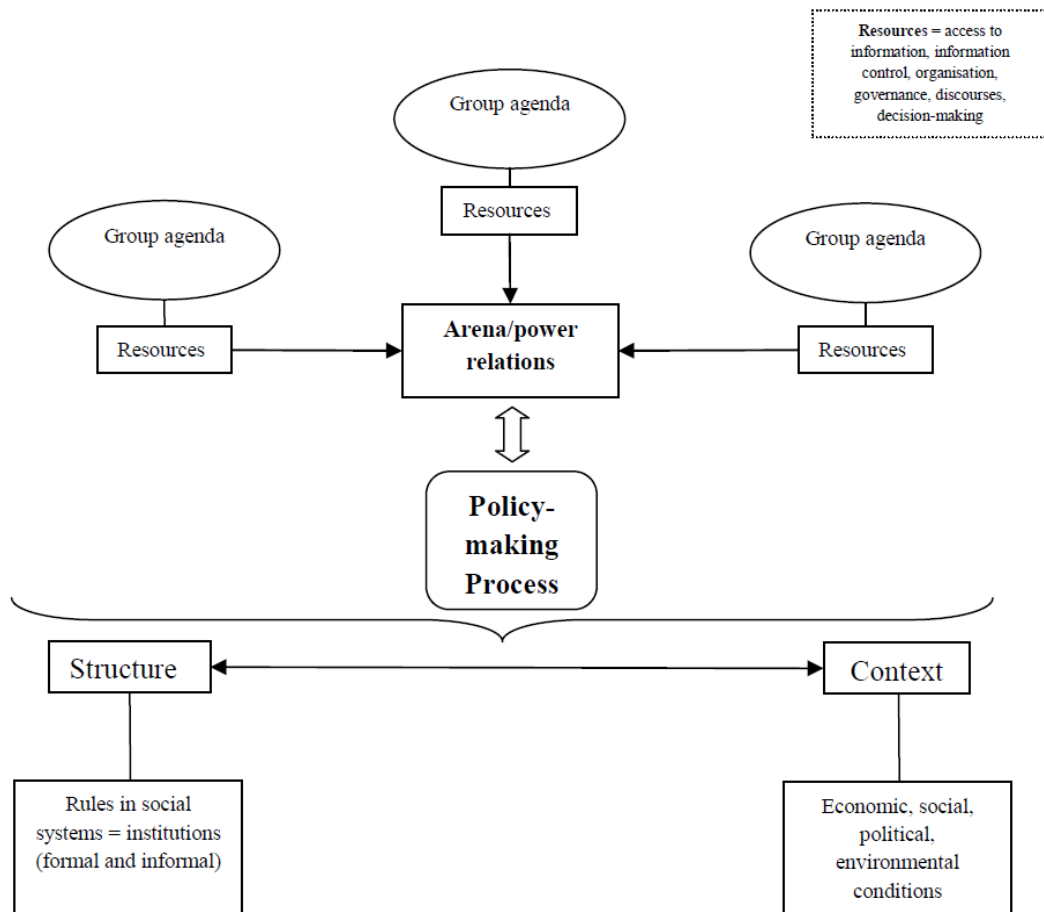 Resources = access to
information, information
control, organisation,
governance, discourses,
decision-making
Group agenda
Resources
Group agenda
Group agenda
Resources
Arena/power
relations
Resources
Policy-
making
Process
Structure
Context
Rules in social
systems = institutions
(formal and informal)
Economic, social,
political,
environmental
conditions